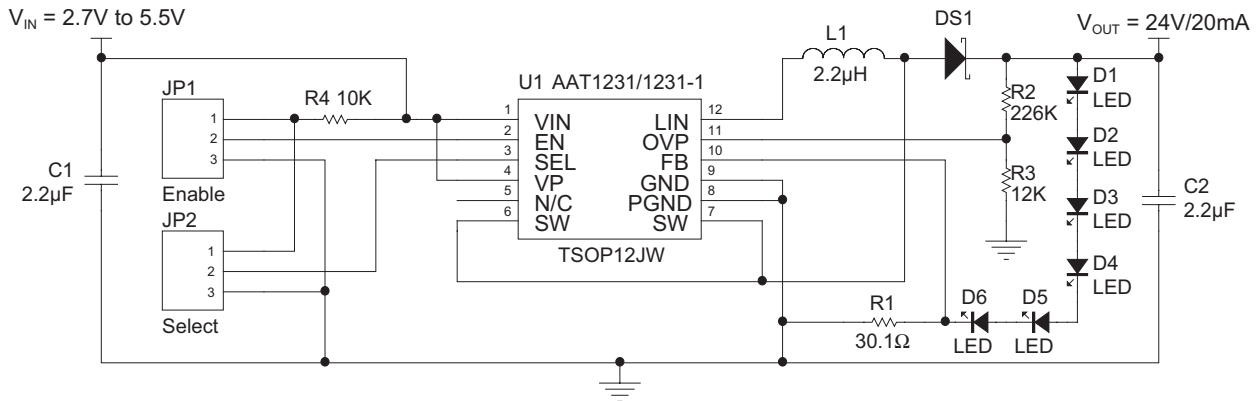 V_IN = 2.7V to 5.5V
DS1
V_OUT = 24V/20mA
L1
2.2µH
JP1
R4 10K
U1 AAT1231/1231-1
D1
LED
R2
226K
1
2
3
1
2
3
4
5
6
VIN
EN
SEL
VP
N/C
SW
LIN
OVP
FB
GND
PGND
SW
12
11
10
9
8
7
D2
LED
C1
2.2µF
Enable
R3
12K
C2
2.2µF
D3
LED
JP2
1
2
3
TSOP12JW
D4
LED
Select
R1
30.1Ω
D6
LED
D5
LED